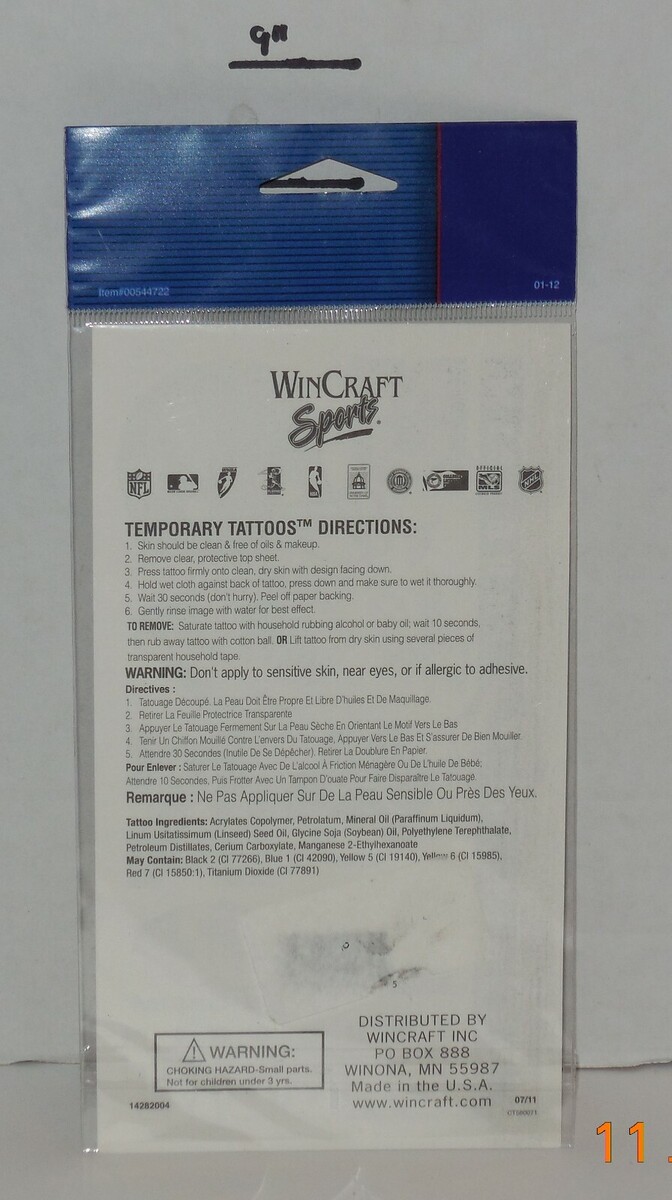 9"
Item#00544722
01-12
WINCRAFT
Sports
NFL
NBA
OFFICIAL
MLS
NHL
TEMPORARY TATTOOS™ DIRECTIONS:
1. Skin should be clean & free of oils & makeup.
2. Remove clear, protective top sheet.
3. Press tattoo firmly onto clean, dry skin with design facing down.
4. Hold wet cloth against back of tattoo, press down and make sure to wet it thoroughly.
5. Wait 30 seconds (don't hurry). Peel off paper backing.
6. Gently rinse image with water for best effect.
TO REMOVE: Saturate tattoo with household rubbing alcohol or baby oil; wait 10 seconds,
then rub away tattoo with cotton ball. OR Lift tattoo from dry skin using several pieces of
transparent household tape.
WARNING: Don't apply to sensitive skin, near eyes, or if allergic to adhesive.
Directives :
1. Tatouage Découpé. La Peau Doit Être Propre Et Libre D'huiles Et De Maquillage.
2. Retirer La Feuille Protectrice Transparente
3. Appuyer Le Tatouage Fermement Sur La Peau Sèche En Orientant Le Motif Vers Le Bas
4. Tenir Un Chiffon Mouillé Contre L'envers Du Tatouage, Appuyer Vers Le Bas Et S'assurer De Bien Mouiller.
5. Attendre 30 Secondes (Inutile De Se Dépêcher). Retirer La Doublure En Papier.
Pour Enlever : Saturer Le Tatouage Avec De L'alcool À Friction Ménagère Ou De L'huile De Bébé;
Attendre 10 Secondes, Puis Frotter Avec Un Tampon D'ouate Pour Faire Disparaître Le Tatouage.
Remarque : Ne Pas Appliquer Sur De La Peau Sensible Ou Près Des Yeux.
Tattoo Ingredients: Acrylates Copolymer, Petrolatum, Mineral Oil (Paraffinum Liquidum),
Linum Usitatissimum (Linseed) Seed Oil, Glycine Soja (Soybean) Oil, Polyethylene Terephthalate,
Petroleum Distillates, Cerium Carboxylate, Manganese 2-Ethylhexanoate
May Contain: Black 2 (CI 77266), Blue 1 (CI 42090), Yellow 5 (CI 19140), Yellow 6 (CI 15985),
Red 7 (CI 15850:1), Titanium Dioxide (CI 77891)
5
WARNING:
CHOKING HAZARD-Small parts.
Not for children under 3 yrs.
14282004
DISTRIBUTED BY
WINCRAFT INC
PO BOX 888
WINONA, MN 55987
Made in the U.S.A.
www.wincraft.com
07/11
11